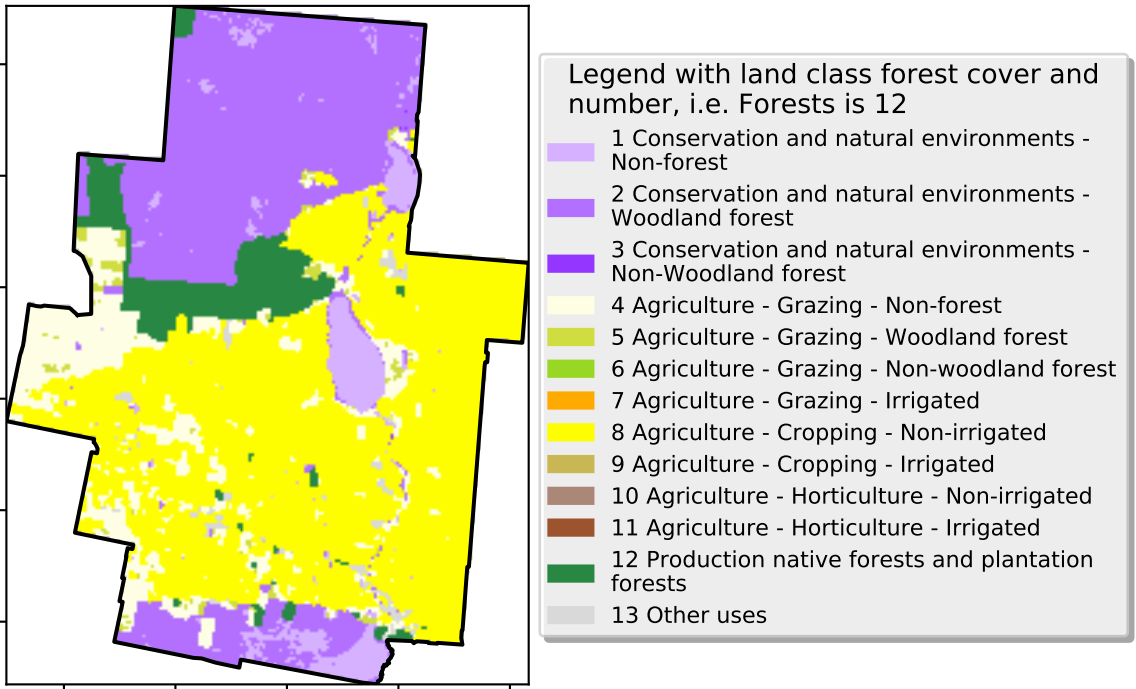 Legend with land class forest cover and
number, i.e. Forests is 12
1 Conservation and natural environments -
Non-forest
2 Conservation and natural environments -
Woodland forest
3 Conservation and natural environments -
Non-Woodland forest
4 Agriculture - Grazing - Non-forest
5 Agriculture - Grazing - Woodland forest
6 Agriculture - Grazing - Non-woodland forest
7 Agriculture - Grazing - Irrigated
8 Agriculture - Cropping - Non-irrigated
9 Agriculture - Cropping - Irrigated
10 Agriculture - Horticulture - Non-irrigated
11 Agriculture - Horticulture - Irrigated
12 Production native forests and plantation
forests
13 Other uses